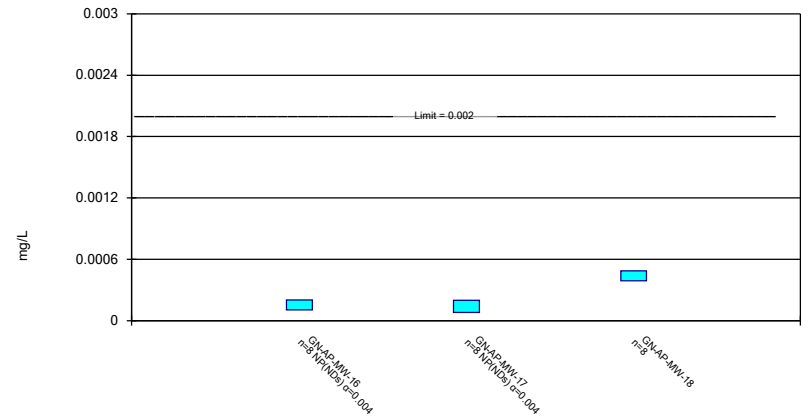 0.003
0.0024
Limit = 0.002
0.0018
0.0012
mg/L
0.0006
0
GN-AP-MW-16
n=8 NP(NDs) α=0.004
GN-AP-MW-17
n=8 NP(NDs) α=0.004
GN-AP-MW-18
n=8